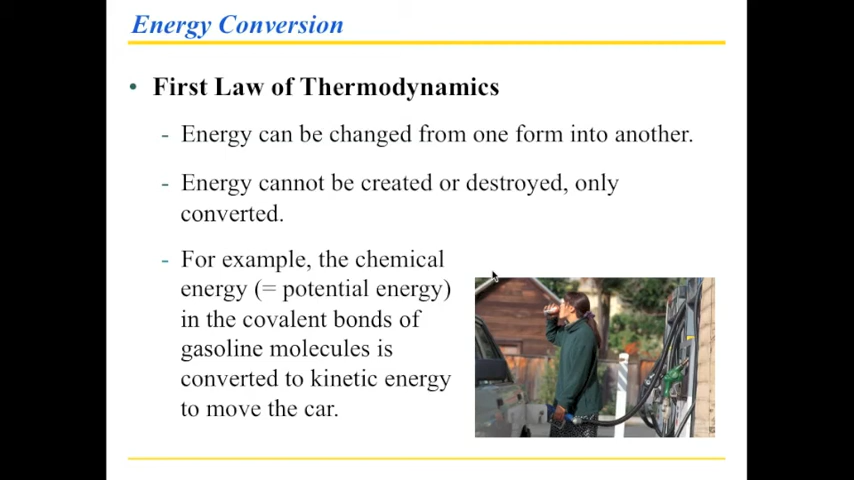 Energy Conversion
• First Law of Thermodynamics
- Energy can be changed from one form into another.
- Energy cannot be created or destroyed, only
converted.
- For example, the chemical
energy (= potential energy)
in the covalent bonds of
gasoline molecules is
converted to kinetic energy
to move the car.